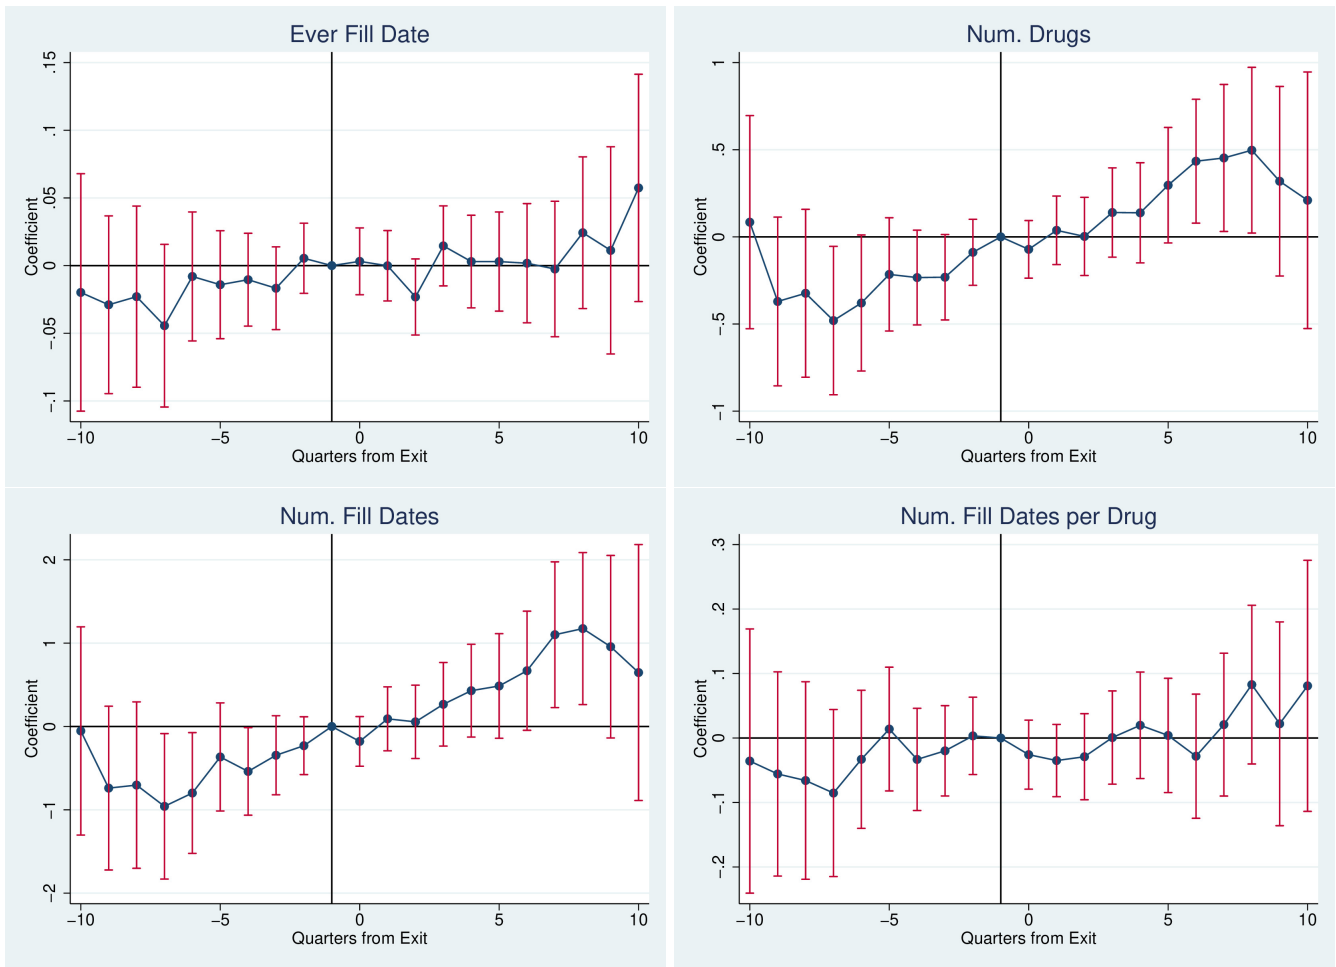 Ever Fill Date
Coefficient
.15
.1
.05
0
−.05
−.1
−10 −5 0 5 10
Quarters from Exit
Num. Drugs
Coefficient
1
.5
0
−.5
−1
−10 −5 0 5 10
Quarters from Exit
Num. Fill Dates
Coefficient
2
1
0
−1
−2
−10 −5 0 5 10
Quarters from Exit
Num. Fill Dates per Drug
Coefficient
.3
.2
.1
0
−.1
−.2
−10 −5 0 5 10
Quarters from Exit